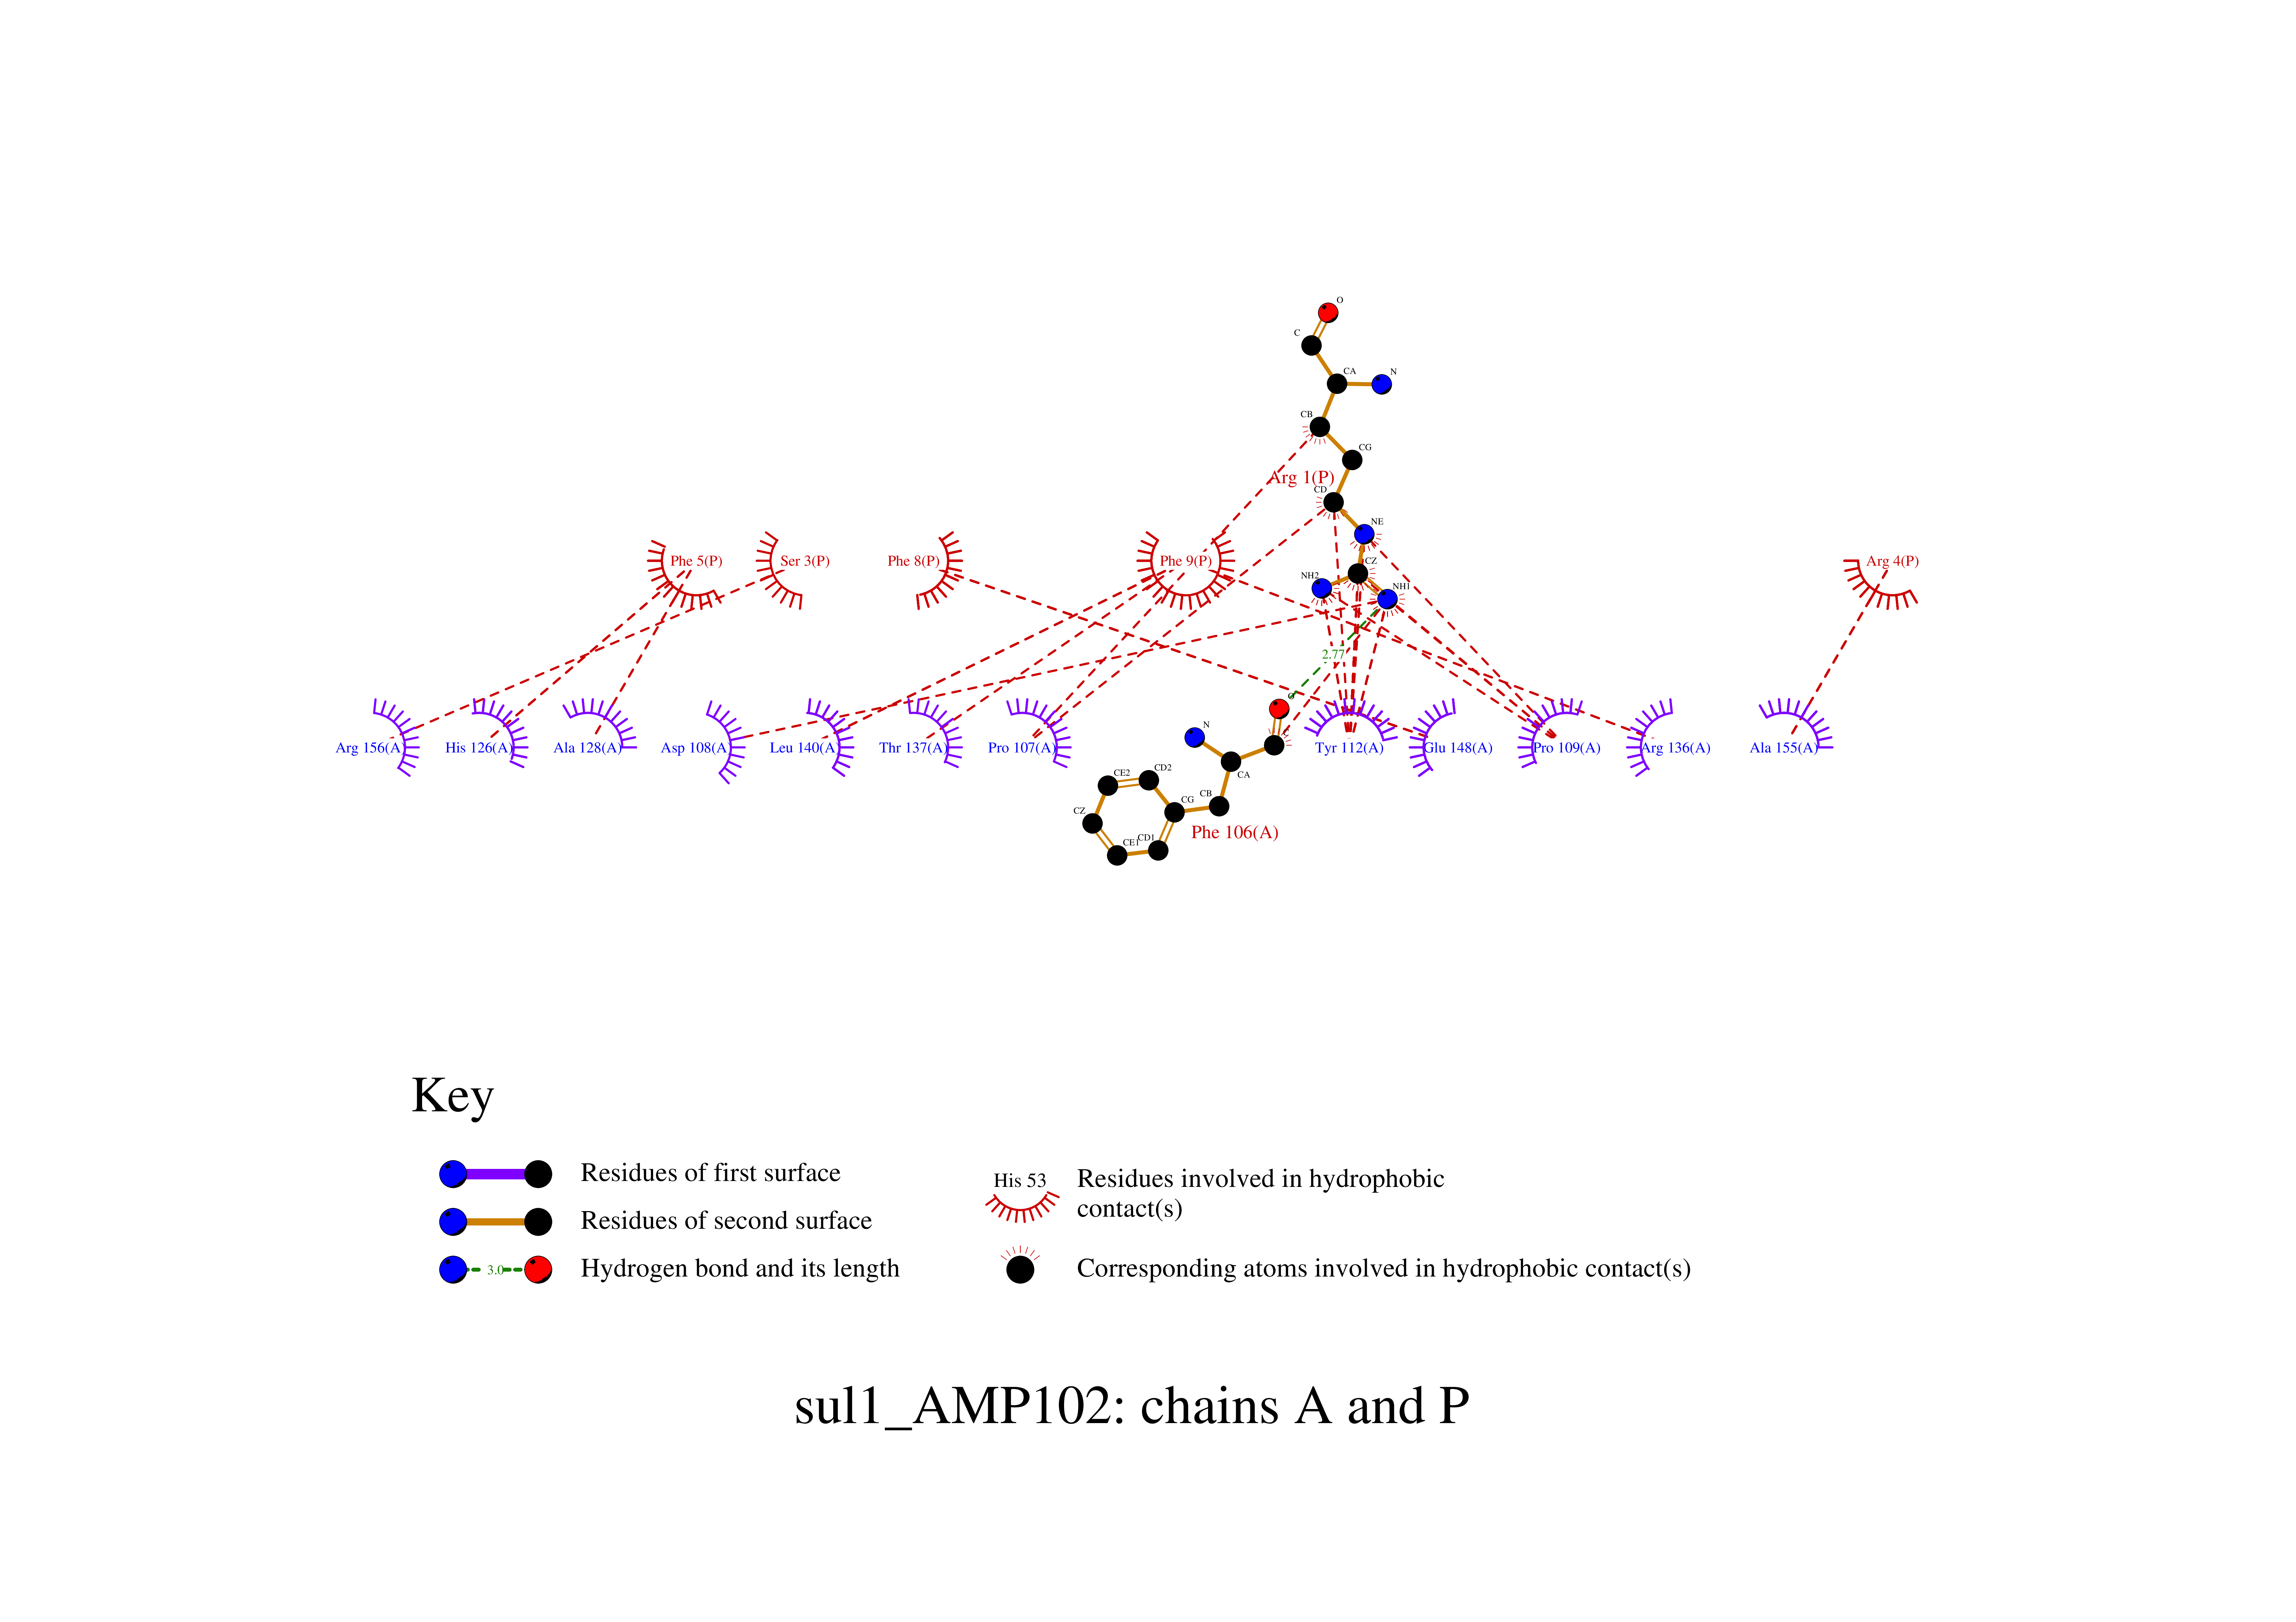 O
C
CA
N
CB
CG
Arg 1(P)
CD
NE
Phe 5(P)
Ser 3(P)
Phe 8(P)
Phe 9(P)
CZ
Arg 4(P)
NH2
NH1
2.77
O
N
Arg 156(A)
His 126(A)
Ala 128(A)
Asp 108(A)
Leu 140(A)
Thr 137(A)
Pro 107(A)
Tyr 112(A)
Glu 148(A)
Pro 109(A)
Arg 136(A)
Ala 155(A)
C
CA
CE2
CD2
CB
CG
CZ
Phe 106(A)
CE1
CD1
Key
Residues of first surface
Residues of second surface
3.0
Hydrogen bond and its length
His 53
Residues involved in hydrophobic
contact(s)
Corresponding atoms involved in hydrophobic contact(s)
sul1_AMP102: chains A and P